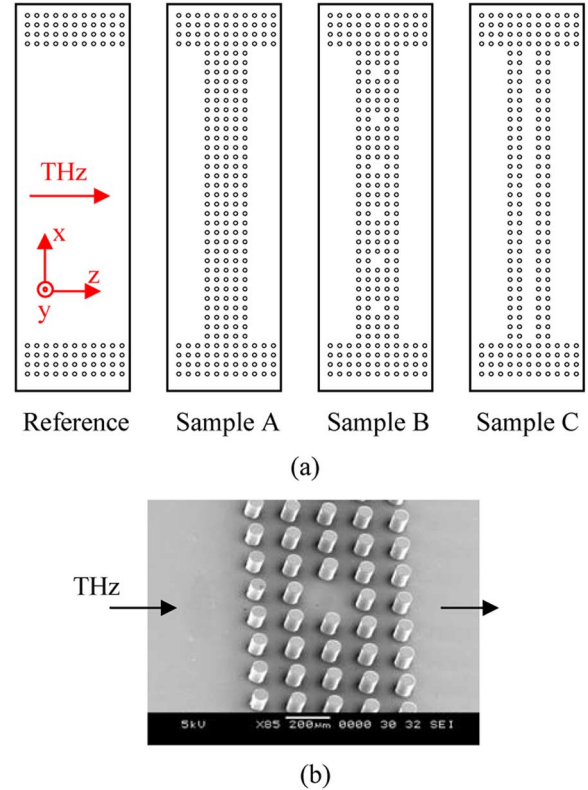 THz
x
z
y
Reference
Sample A
Sample B
Sample C
(a)
THz
5kV X85 200μm 0000 30 32 SEI
(b)